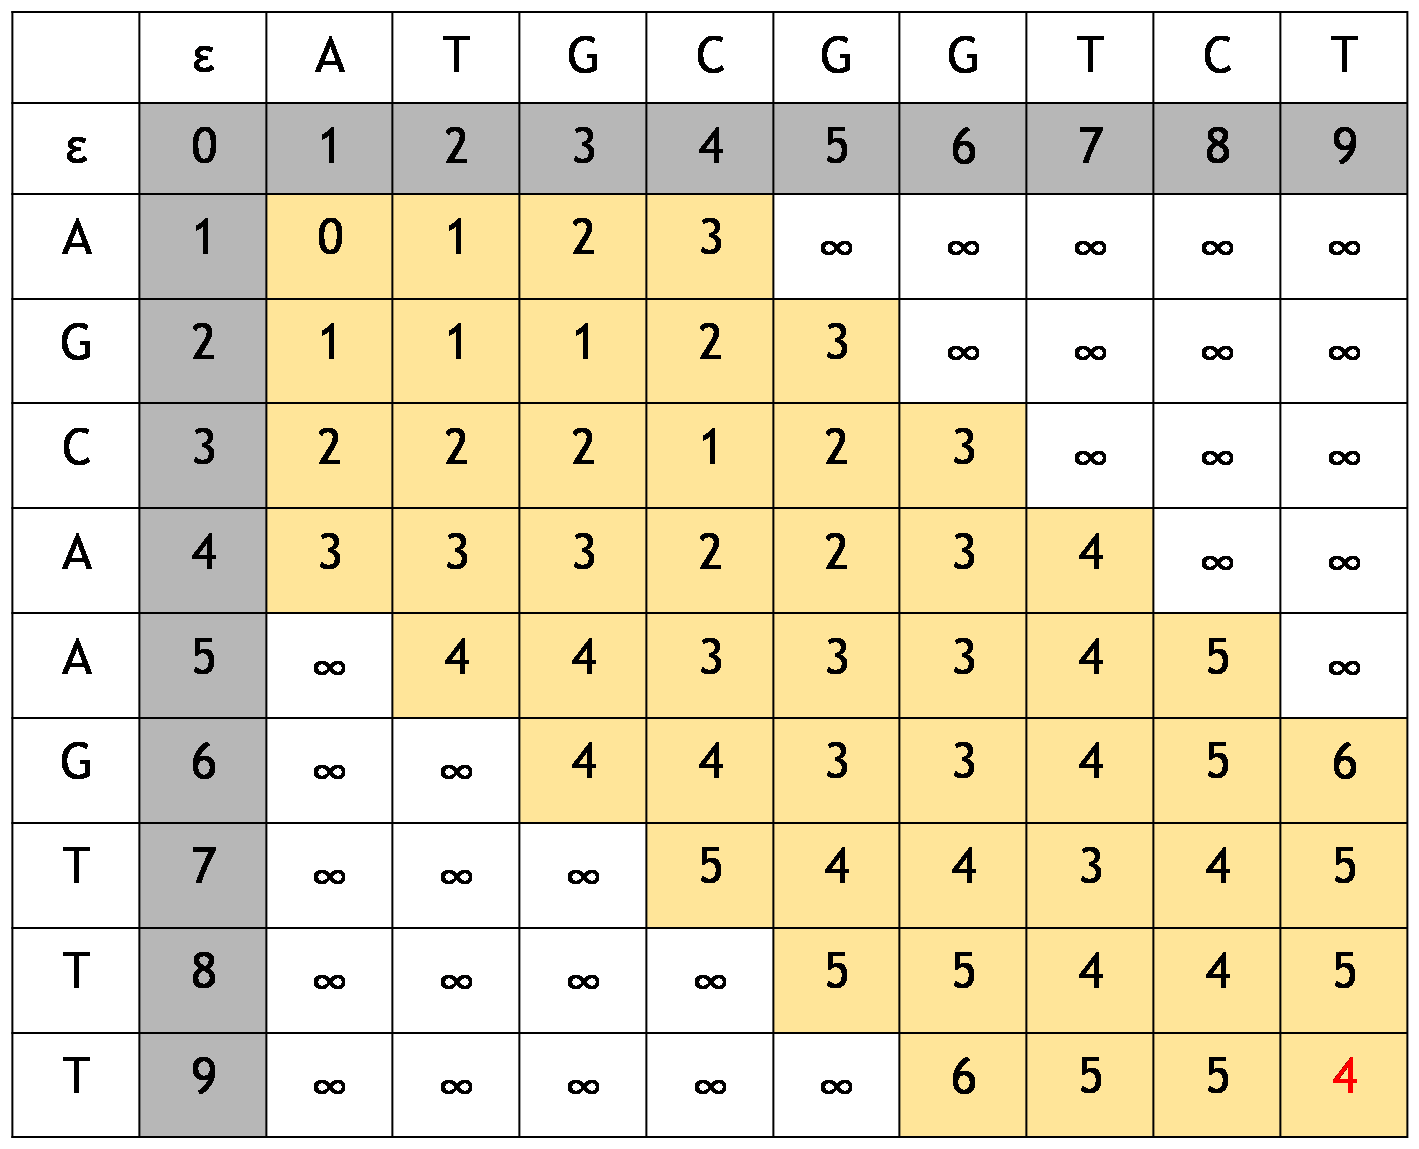 ε A T G C G G T C T
ε 0 1 2 3 4 5 6 7 8 9
A 1 0 1 2 3 ∞ ∞ ∞ ∞ ∞
G 2 1 1 1 2 3 ∞ ∞ ∞ ∞
C 3 2 2 2 1 2 3 ∞ ∞ ∞
A 4 3 3 3 2 2 3 4 ∞ ∞
A 5 ∞ 4 4 3 3 3 4 5 ∞
G 6 ∞ ∞ 4 4 3 3 4 5 6
T 7 ∞ ∞ ∞ 5 4 4 3 4 5
T 8 ∞ ∞ ∞ ∞ 5 5 4 4 5
T 9 ∞ ∞ ∞ ∞ ∞ 6 5 5 4